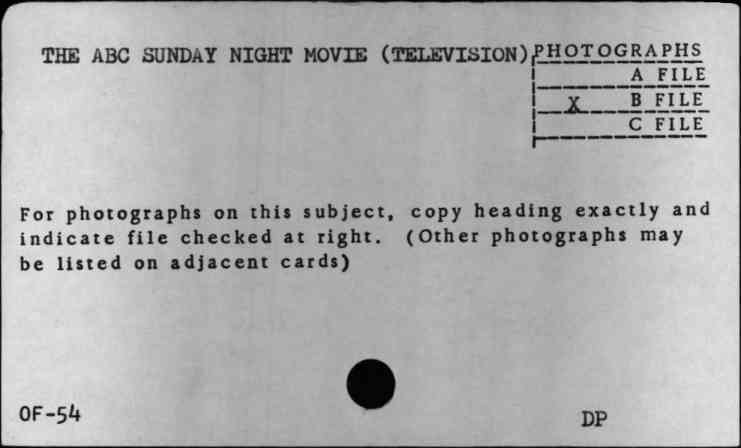 THE ABC SUNDAY NIGHT MOVIE (TELEVISION)
PHOTOGRAPHS
A FILE
X B FILE
C FILE
For photographs on this subject, copy heading exactly and
indicate file checked at right. (Other photographs may
be listed on adjacent cards)
OF-54
DP